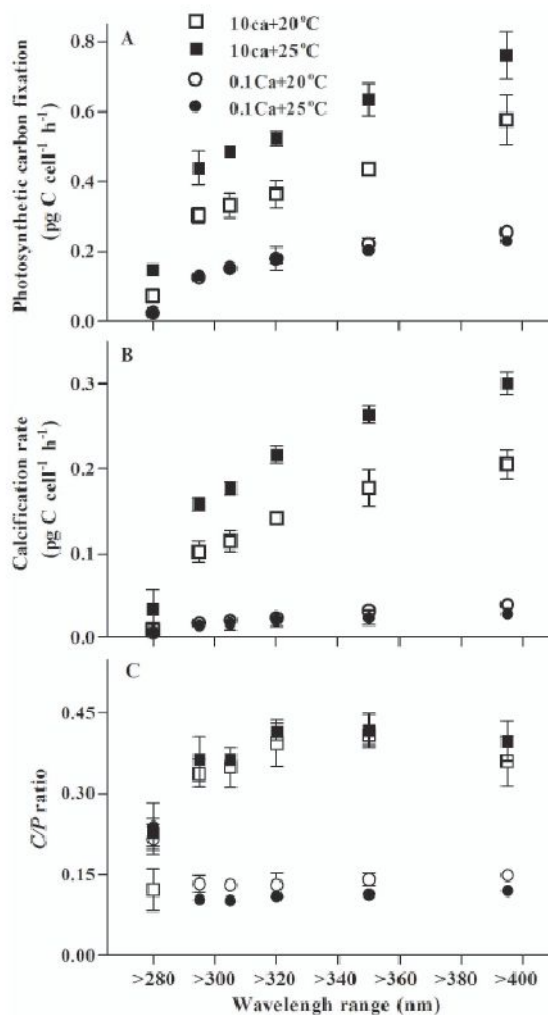 A
10ca+20°C
10ca+25°C
0.1Ca+20°C
0.1Ca+25°C
Photosynthetic carbon fixation
(pg C cell⁻¹ h⁻¹)
0.8
0.6
0.4
0.2
0.0
B
Calcification rate
(pg C cell⁻¹ h⁻¹)
0.3
0.2
0.1
0.0
C
C/P ratio
0.45
0.30
0.15
0.00
>280 >300 >320 >340 >360 >380 >400
Wavelengh range (nm)